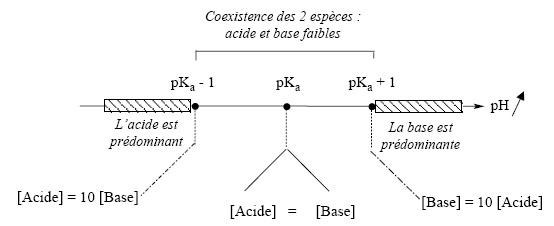 Coexistence des 2 espèces :
acide et base faibles
pKa - 1
pKa
pKa + 1
pH
L'acide est
prédominant
La base est
prédominante
[Acide] = 10 [Base]
[Acide] = [Base]
[Base] = 10 [Acide]